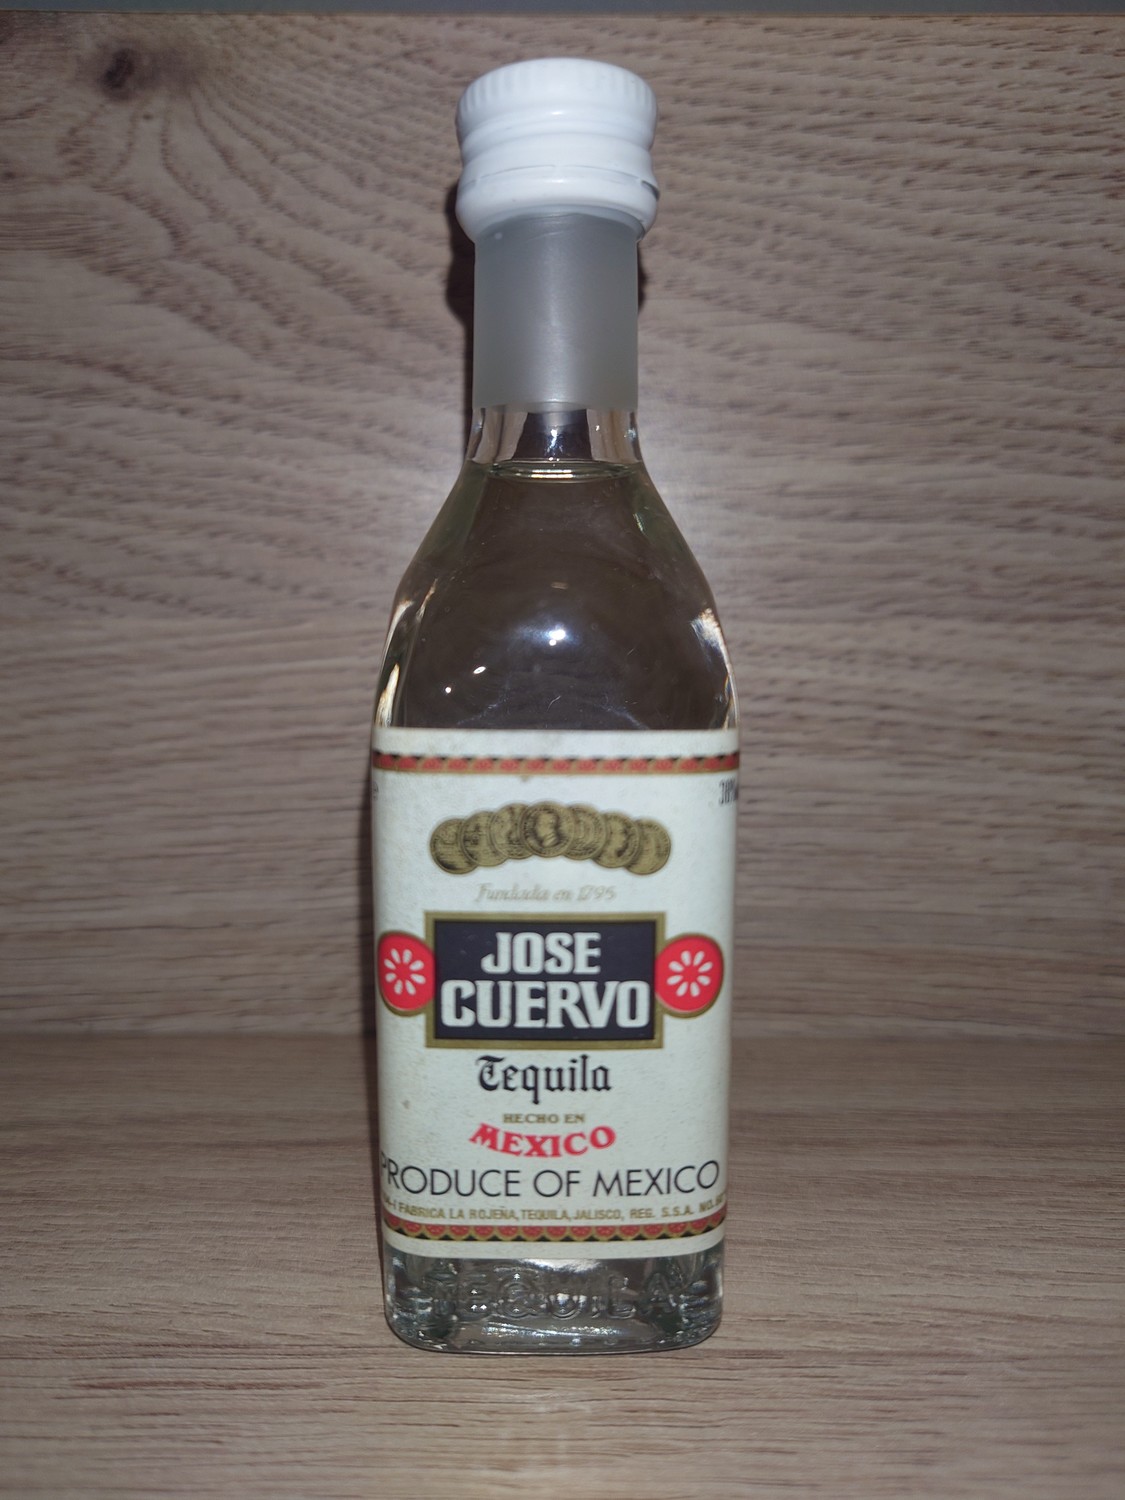 Fundada en 1795
JOSE
CUERVO
Tequila
HECHO EN
MEXICO
PRODUCE OF MEXICO
FABRICA LA ROJEÑA, TEQUILA, JALISCO, REG. S.S.A. NO.
TEQUILA